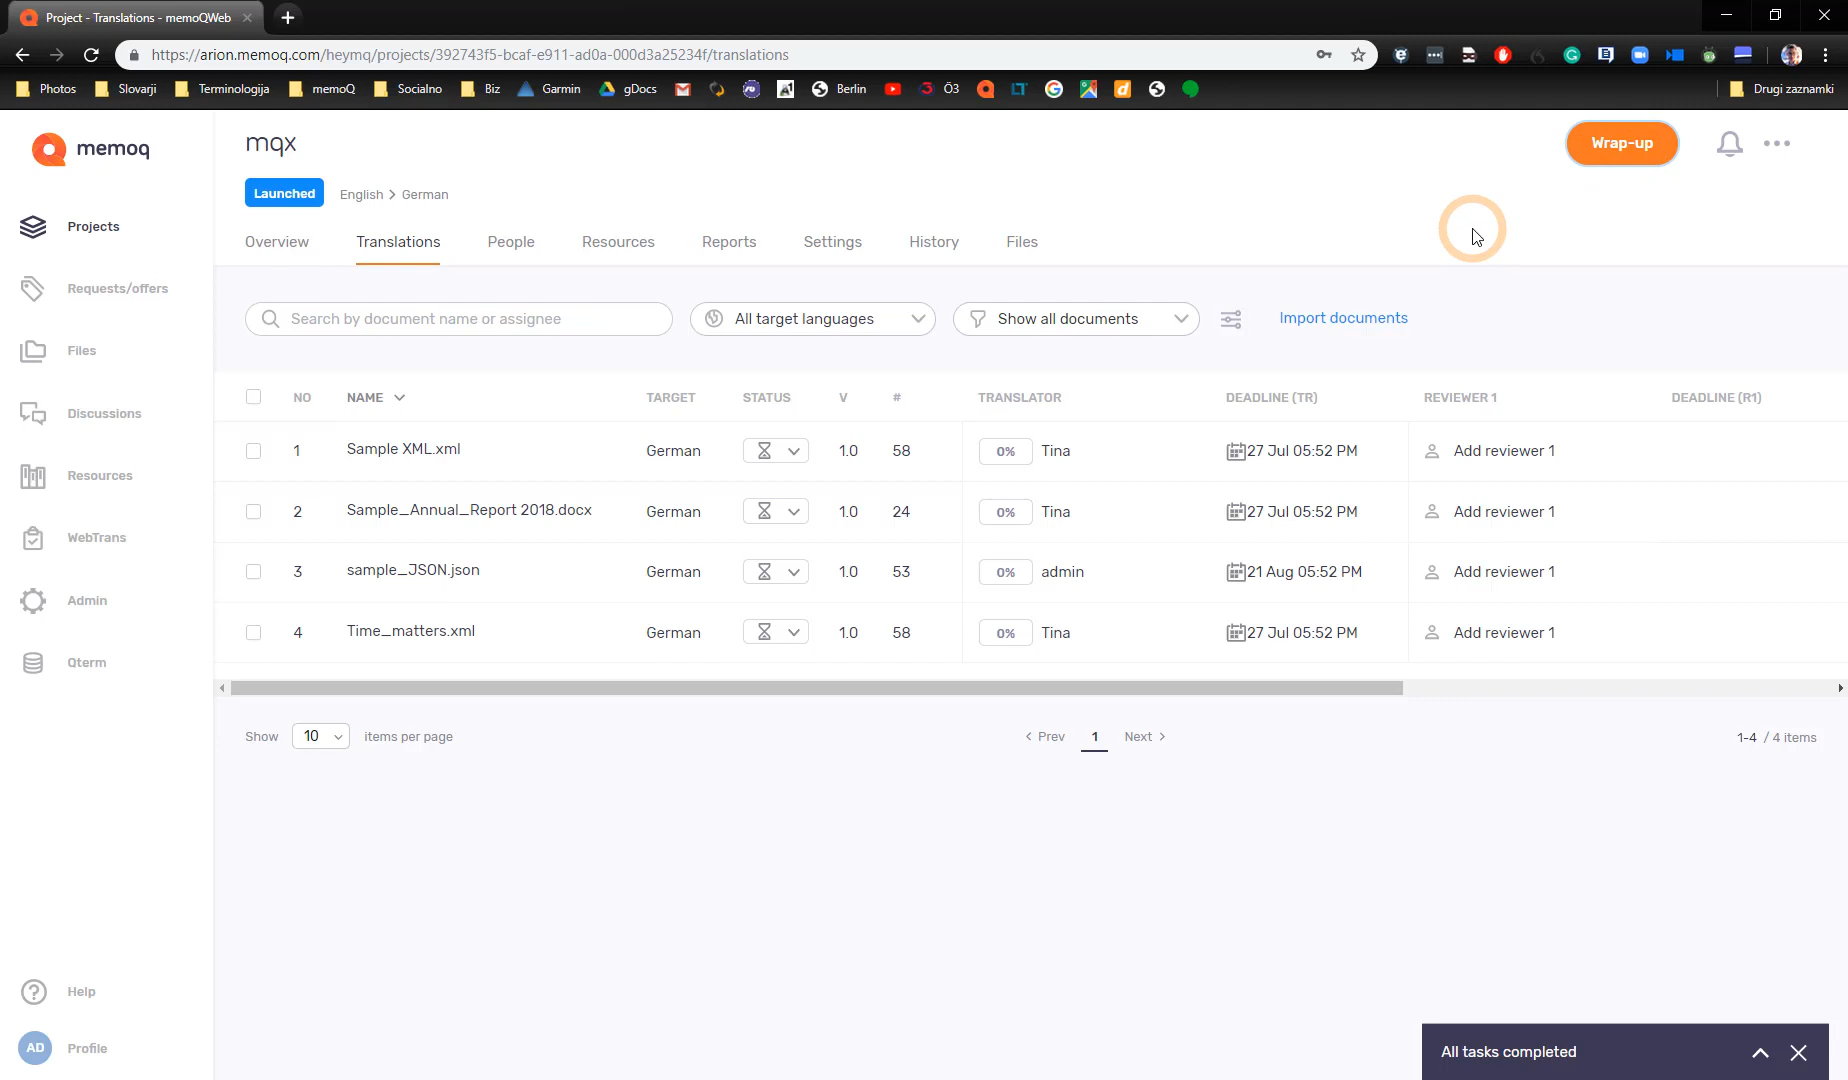 Project - Translations - memoQWeb
https://arion.memoq.com/heymq/projects/392743f5-bcaf-e911-ad0a-000d3a25234f/translations
Photos Slovarji Terminologija memoQ Socialno Biz Garmin gDocs Berlin Ö3 LT Drugi zaznamki
memoQ
mqx
Wrap-up
Launched English > German
Projects
Requests/offers
Files
Discussions
Resources
WebTrans
Admin
Qterm
Help
AD Profile
Overview Translations People Resources Reports Settings History Files
Search by document name or assignee All target languages Show all documents Import documents
NO NAME TARGET STATUS V # TRANSLATOR DEADLINE (TR) REVIEWER 1 DEADLINE (R1)
1 Sample XML.xml German 1.0 58 0% Tina 27 Jul 05:52 PM Add reviewer 1
2 Sample_Annual_Report 2018.docx German 1.0 24 0% Tina 27 Jul 05:52 PM Add reviewer 1
3 sample_JSON.json German 1.0 53 0% admin 21 Aug 05:52 PM Add reviewer 1
4 Time_matters.xml German 1.0 58 0% Tina 27 Jul 05:52 PM Add reviewer 1
Show 10 items per page < Prev 1 Next > 1-4 / 4 items
All tasks completed